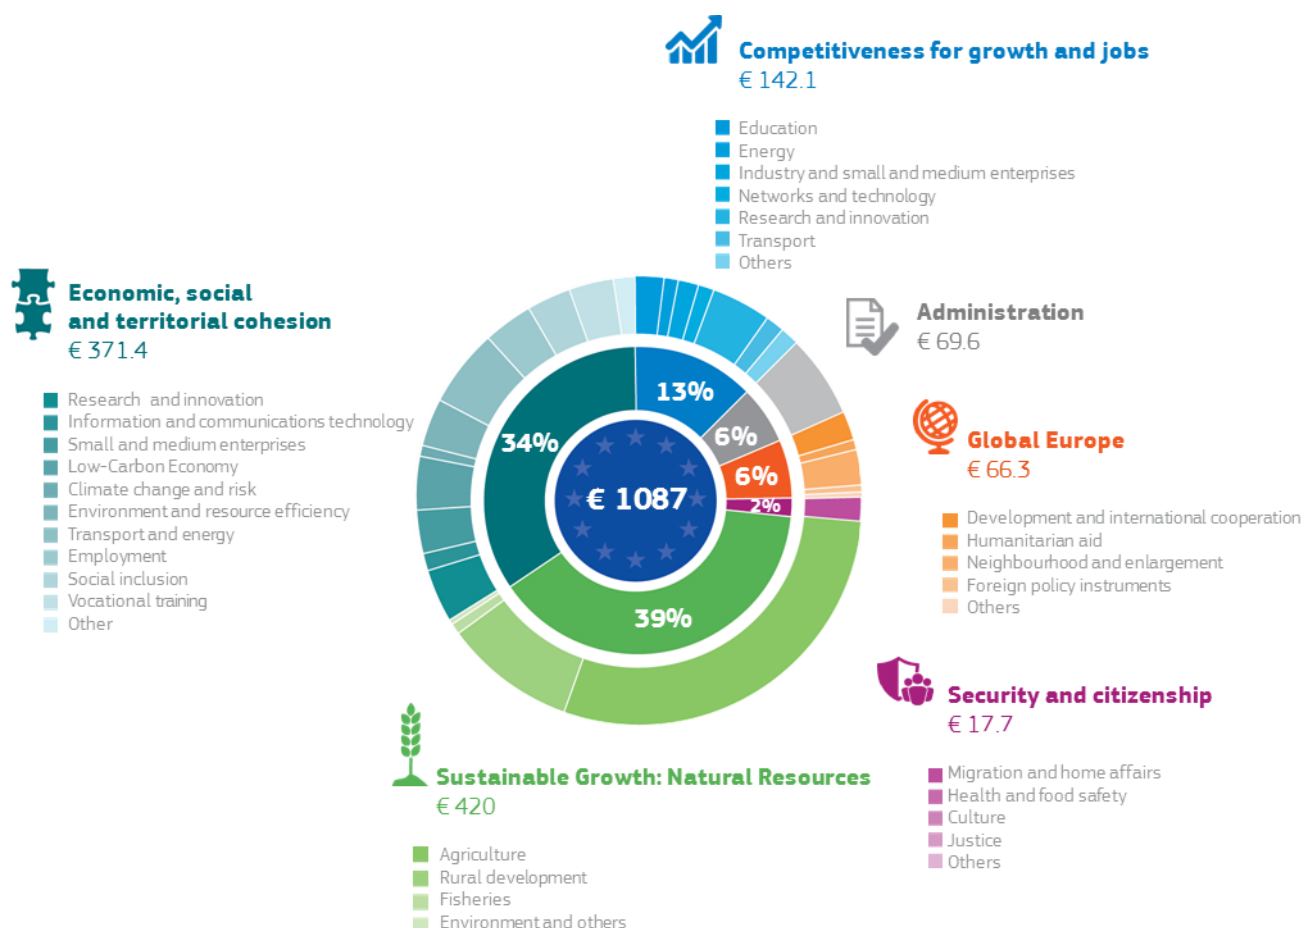 Competitiveness for growth and jobs
€ 142.1
Education
Energy
Industry and small and medium enterprises
Networks and technology
Research and innovation
Transport
Others
Economic, social
and territorial cohesion
€ 371.4
Research and innovation
Information and communications technology
Small and medium enterprises
Low-Carbon Economy
Climate change and risk
Environment and resource efficiency
Transport and energy
Employment
Social inclusion
Vocational training
Other
Administration
€ 69.6
Global Europe
€ 66.3
Development and international cooperation
Humanitarian aid
Neighbourhood and enlargement
Foreign policy instruments
Others
13%
34%
6%
6%
€ 1087
2%
39%
Security and citizenship
€ 17.7
Migration and home affairs
Health and food safety
Culture
Justice
Others
Sustainable Growth: Natural Resources
€ 420
Agriculture
Rural development
Fisheries
Environment and others